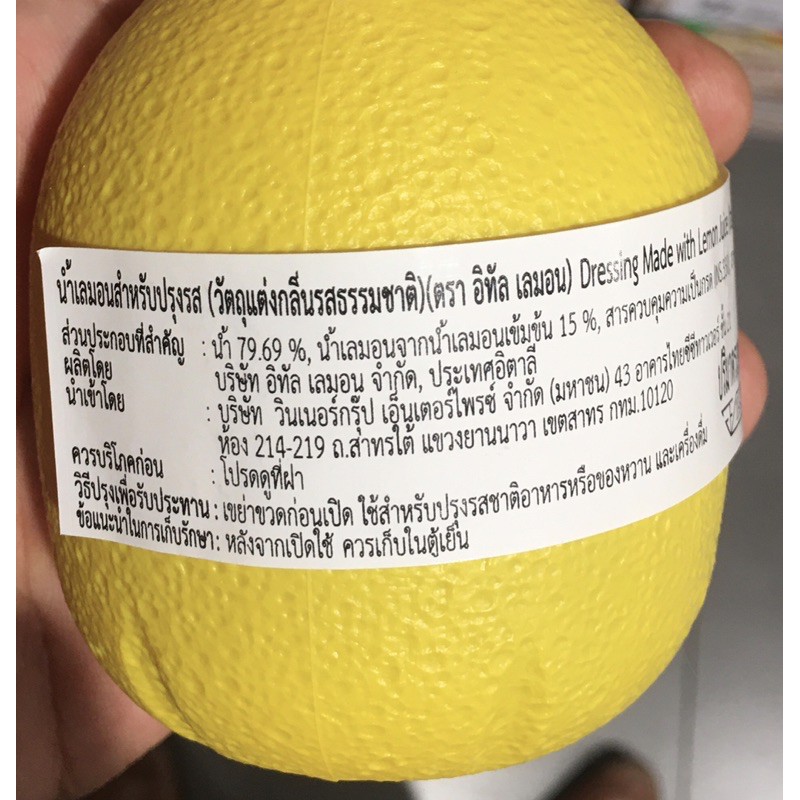 น้ำเลมอนสำหรับปรุงรส (วัตถุแต่งกลิ่นรสธรรมชาติ)(ตรา อิทัล เลมอน) Dressing Made with Lemon Juice
ส่วนประกอบที่สำคัญ : น้ำ 79.69 %, น้ำเลมอนจากน้ำเลมอนเข้มข้น 15 %, สารควบคุมความเป็นกรด
ผลิตโดย บริษัท อิทัล เลมอน จำกัด, ประเทศอิตาลี
นำเข้าโดย : บริษัท วินเนอร์กรุ๊ป เอ็นเตอร์ไพรซ์ จำกัด (มหาชน) 43 อาคารไทยซีซีทาวเวอร์ ชั้น
ห้อง 214-219 ถ.สาทรใต้ แขวงยานนาวา เขตสาทร กทม.10120
ควรบริโภคก่อน : โปรดดูที่ฝา
วิธีปรุงเพื่อรับประทาน : เขย่าขวดก่อนเปิด ใช้สำหรับปรุงรสชาติอาหารหรือของหวาน และเครื่องดื่ม
ข้อแนะนำในการเก็บรักษา : หลังจากเปิดใช้ ควรเก็บในตู้เย็น